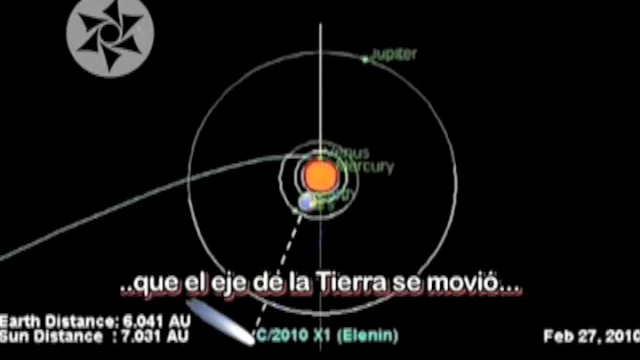 Jupiter
Venus
Mercury
..que el eje de la Tierra se movió...
Earth Distance: 6.041 AU
Sun Distance : 7.031 AU
C/2010 X1 (Elenin)
Feb 27, 2010